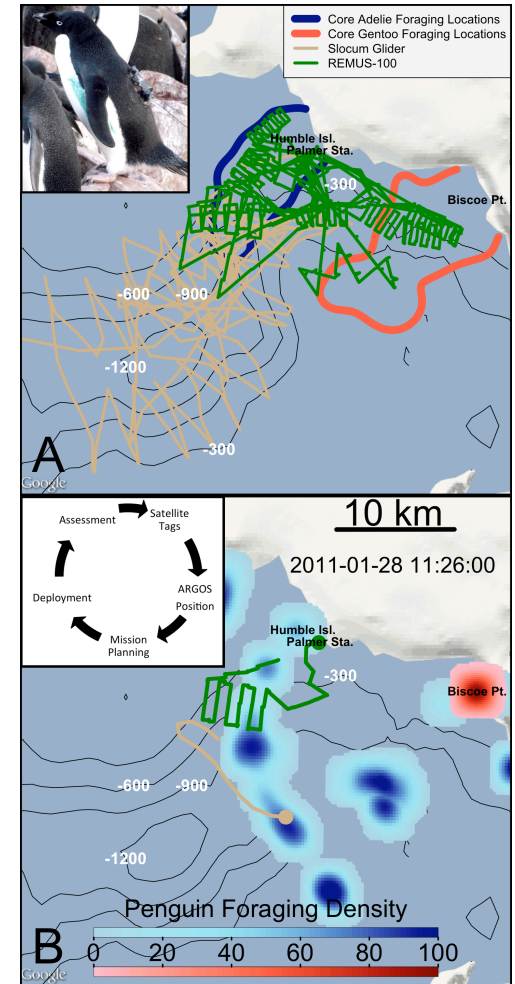 Core Adelie Foraging Locations
Core Gentoo Foraging Locations
Slocum Glider
REMUS-100
Humble Isl.
Palmer Sta.
-300
Biscoe Pt.
-600
-900
-1200
-300
A
Google
10 km
2011-01-28 11:26:00
Assessment
Satellite
Tags
ARGOS
Position
Mission
Planning
Deployment
Humble Isl.
Palmer Sta.
-300
Biscoe Pt.
-600
-900
-1200
Penguin Foraging Density
B
0 20 40 60 80 100
Google